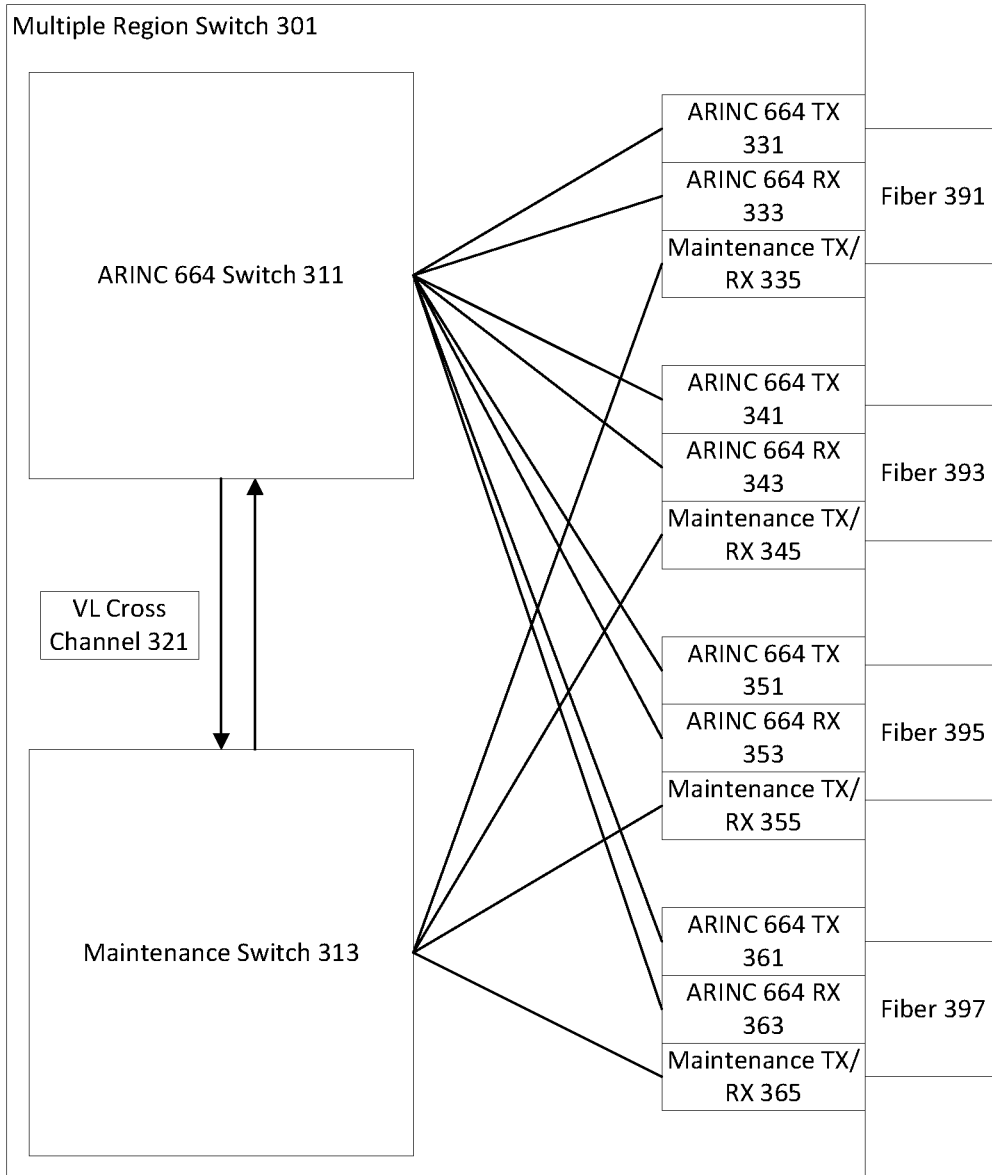 Multiple Region Switch 301
ARINC 664 Switch 311
VL Cross
Channel 321
Maintenance Switch 313
ARINC 664 TX
331
ARINC 664 RX
333
Maintenance TX/
RX 335
Fiber 391
ARINC 664 TX
341
ARINC 664 RX
343
Maintenance TX/
RX 345
Fiber 393
ARINC 664 TX
351
ARINC 664 RX
353
Maintenance TX/
RX 355
Fiber 395
ARINC 664 TX
361
ARINC 664 RX
363
Maintenance TX/
RX 365
Fiber 397